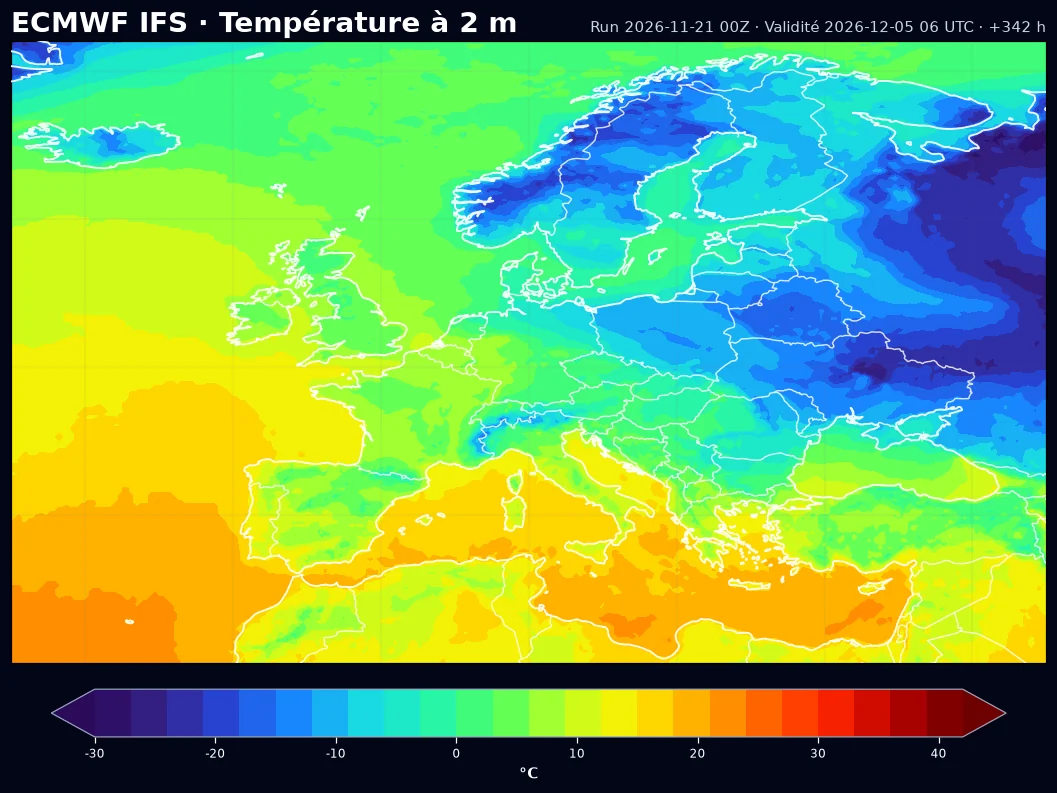 ECMWF IFS · Température à 2 m
Run 2026-11-21 00Z · Validité 2026-12-05 06 UTC · +342 h
-30 -20 -10 0 10 20 30 40
°C